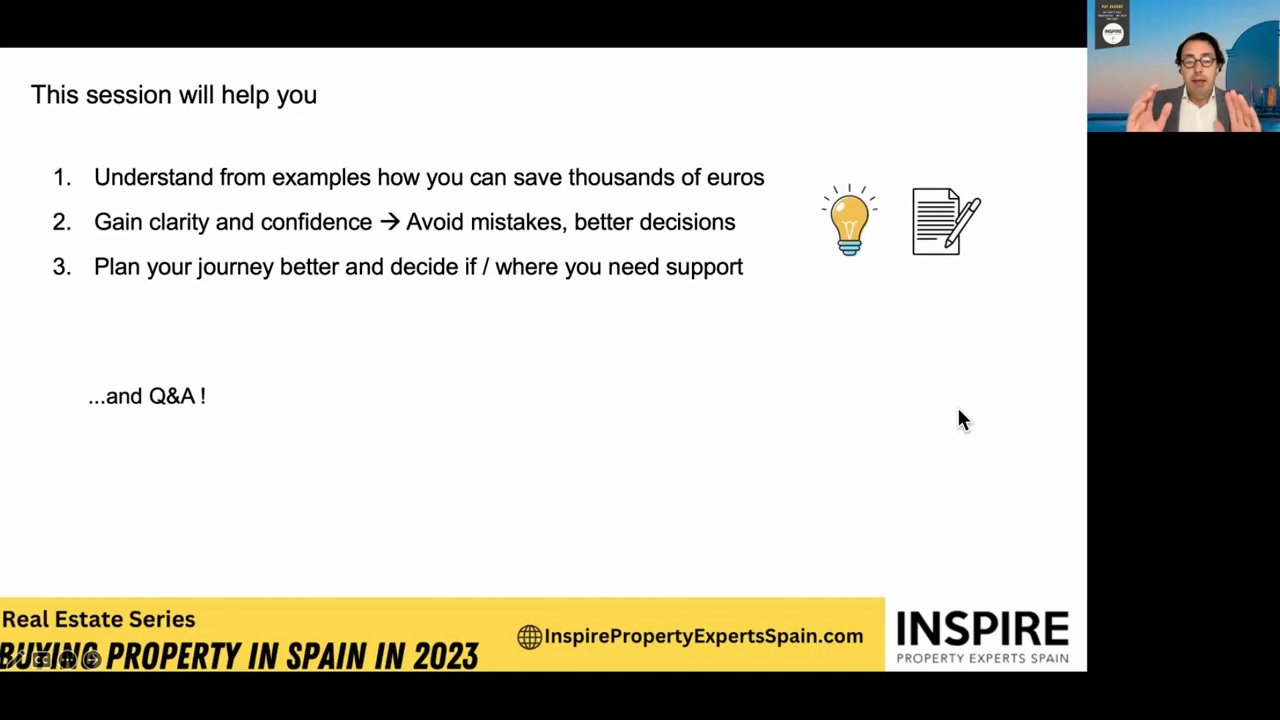 This session will help you
1. Understand from examples how you can save thousands of euros
2. Gain clarity and confidence → Avoid mistakes, better decisions
3. Plan your journey better and decide if / where you need support
...and Q&A !
Real Estate Series
BUYING PROPERTY IN SPAIN IN 2023
InspirePropertyExpertsSpain.com
INSPIRE
PROPERTY EXPERTS SPAIN
INSPIRE